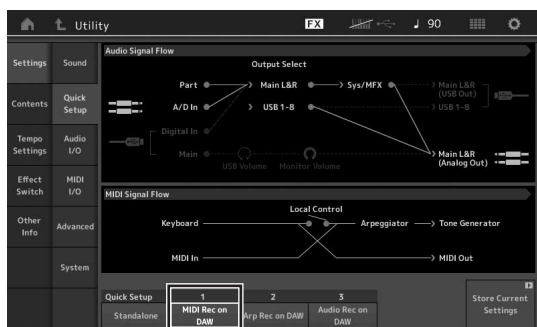 Utility
FX
♩ 90
Settings
Sound
Contents
Quick Setup
Tempo Settings
Audio I/O
Effect Switch
MIDI I/O
Other Info
Advanced
System
Audio Signal Flow
Output Select
Part
Main L&R
Sys/MFX
Main L&R (USB Out)
A/D In
USB 1-8
USB 1-8
Digital In
Main
USB Volume
Monitor Volume
Main L&R (Analog Out)
MIDI Signal Flow
Local Control
Keyboard
Arpeggiator
Tone Generator
MIDI In
MIDI Out
Quick Setup
1
2
3
Standalone
MIDI Rec on DAW
Arp Rec on DAW
Audio Rec on DAW
Store Current Settings